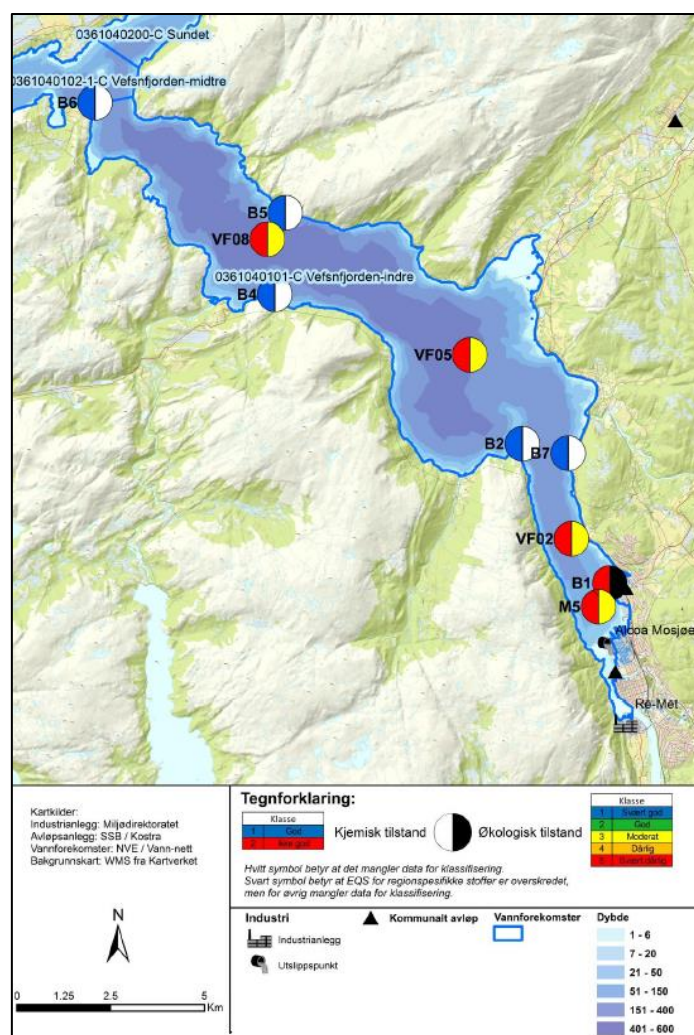 0361040200-C Sundet
0361040102-1-C Vefsnfjorden-midtre
B6
B5
VF08
0361040101-C Vefsnfjorden-indre
B4
VF05
B2
B7
VF02
B1
M5
Alcoa Mosjøe
Re-Met
Kartkilder:
Industrianlegg: Miljødirektoratet
Avløpsanlegg: SSB / Kostra
Vannforekomster: NVE / Vann-nett
Bakgrunnskart: WMS fra Kartverket
N
0 1.25 2.5 5
Km
Tegnforklaring:
Klasse
1 God
2 Ikke god
Kjemisk tilstand
Økologisk tilstand
Klasse
1 Svært god
2 God
3 Moderat
4 Dårlig
5 Svært dårlig
Hvitt symbol betyr at det mangler data for klassifisering.
Svart symbol betyr at EQS for regionspesifikke stoffer er overskredet,
men for øvrig mangler data for klassifisering.
Industri
Industrianlegg
Utslippspunkt
Kommunalt avløp
Vannforekomster
Dybde
1 - 6
7 - 20
21 - 50
51 - 150
151 - 400
401 - 600